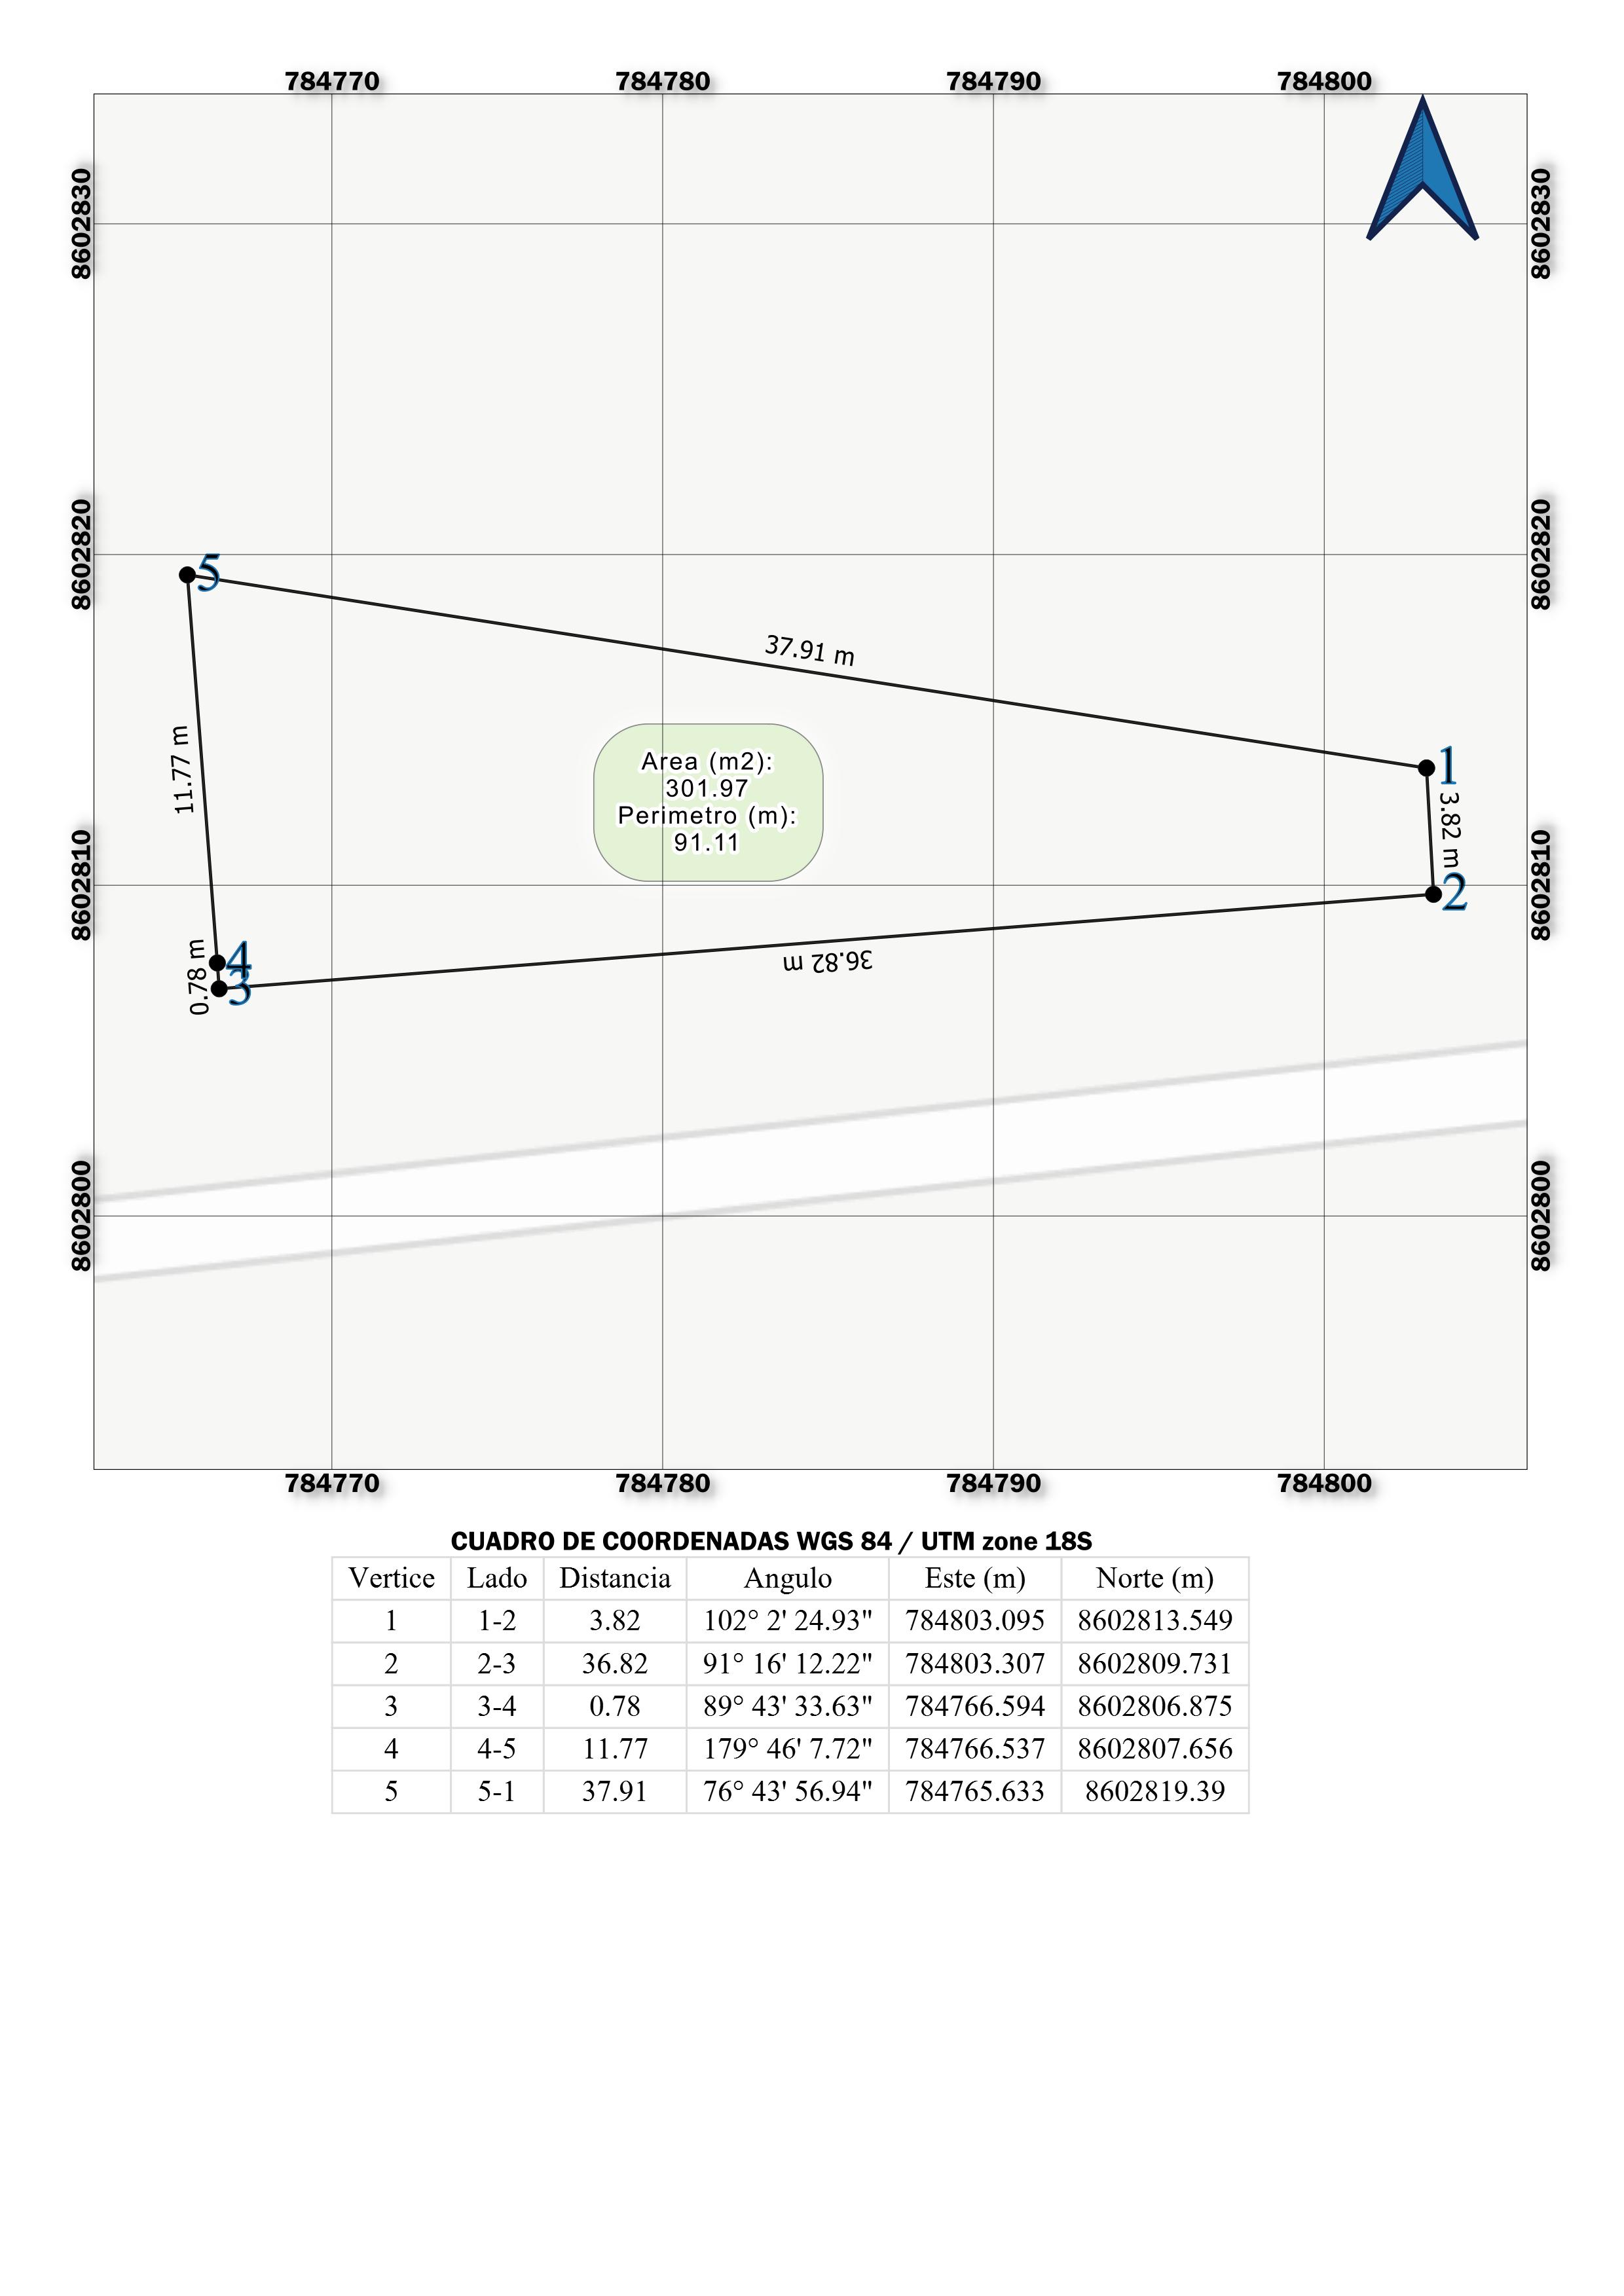 784770 784780 784790 784800
8602830 8602830
8602820 8602820
5
37.91 m
11.77 m
1
3.82 m
Area (m2):
301.97
Perimetro (m):
91.11
8602810 8602810
2
4
36.82 m
0.78 m
3
8602800 8602800
784770 784780 784790 784800
CUADRO DE COORDENADAS WGS 84 / UTM zone 18S
Vertice Lado Distancia Angulo Este (m) Norte (m)
1 1-2 3.82 102° 2' 24.93" 784803.095 8602813.549
2 2-3 36.82 91° 16' 12.22" 784803.307 8602809.731
3 3-4 0.78 89° 43' 33.63" 784766.594 8602806.875
4 4-5 11.77 179° 46' 7.72" 784766.537 8602807.656
5 5-1 37.91 76° 43' 56.94" 784765.633 8602819.39